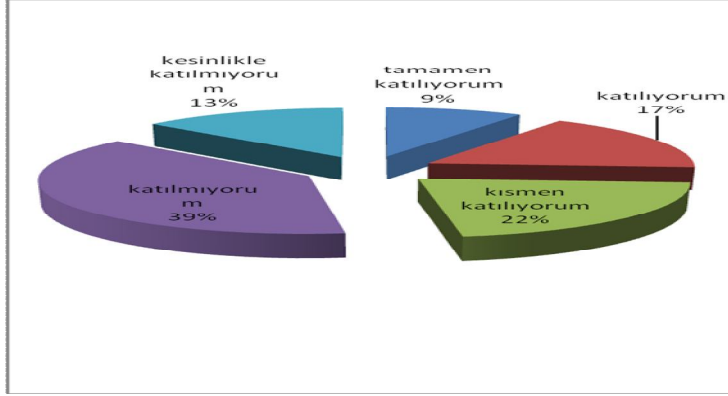 kesinlikle
katılmıyoru
m
13%
tamamen
katılıyorum
9%
katılıyorum
17%
kısmen
katılıyorum
22%
katılmıyoru
m
39%